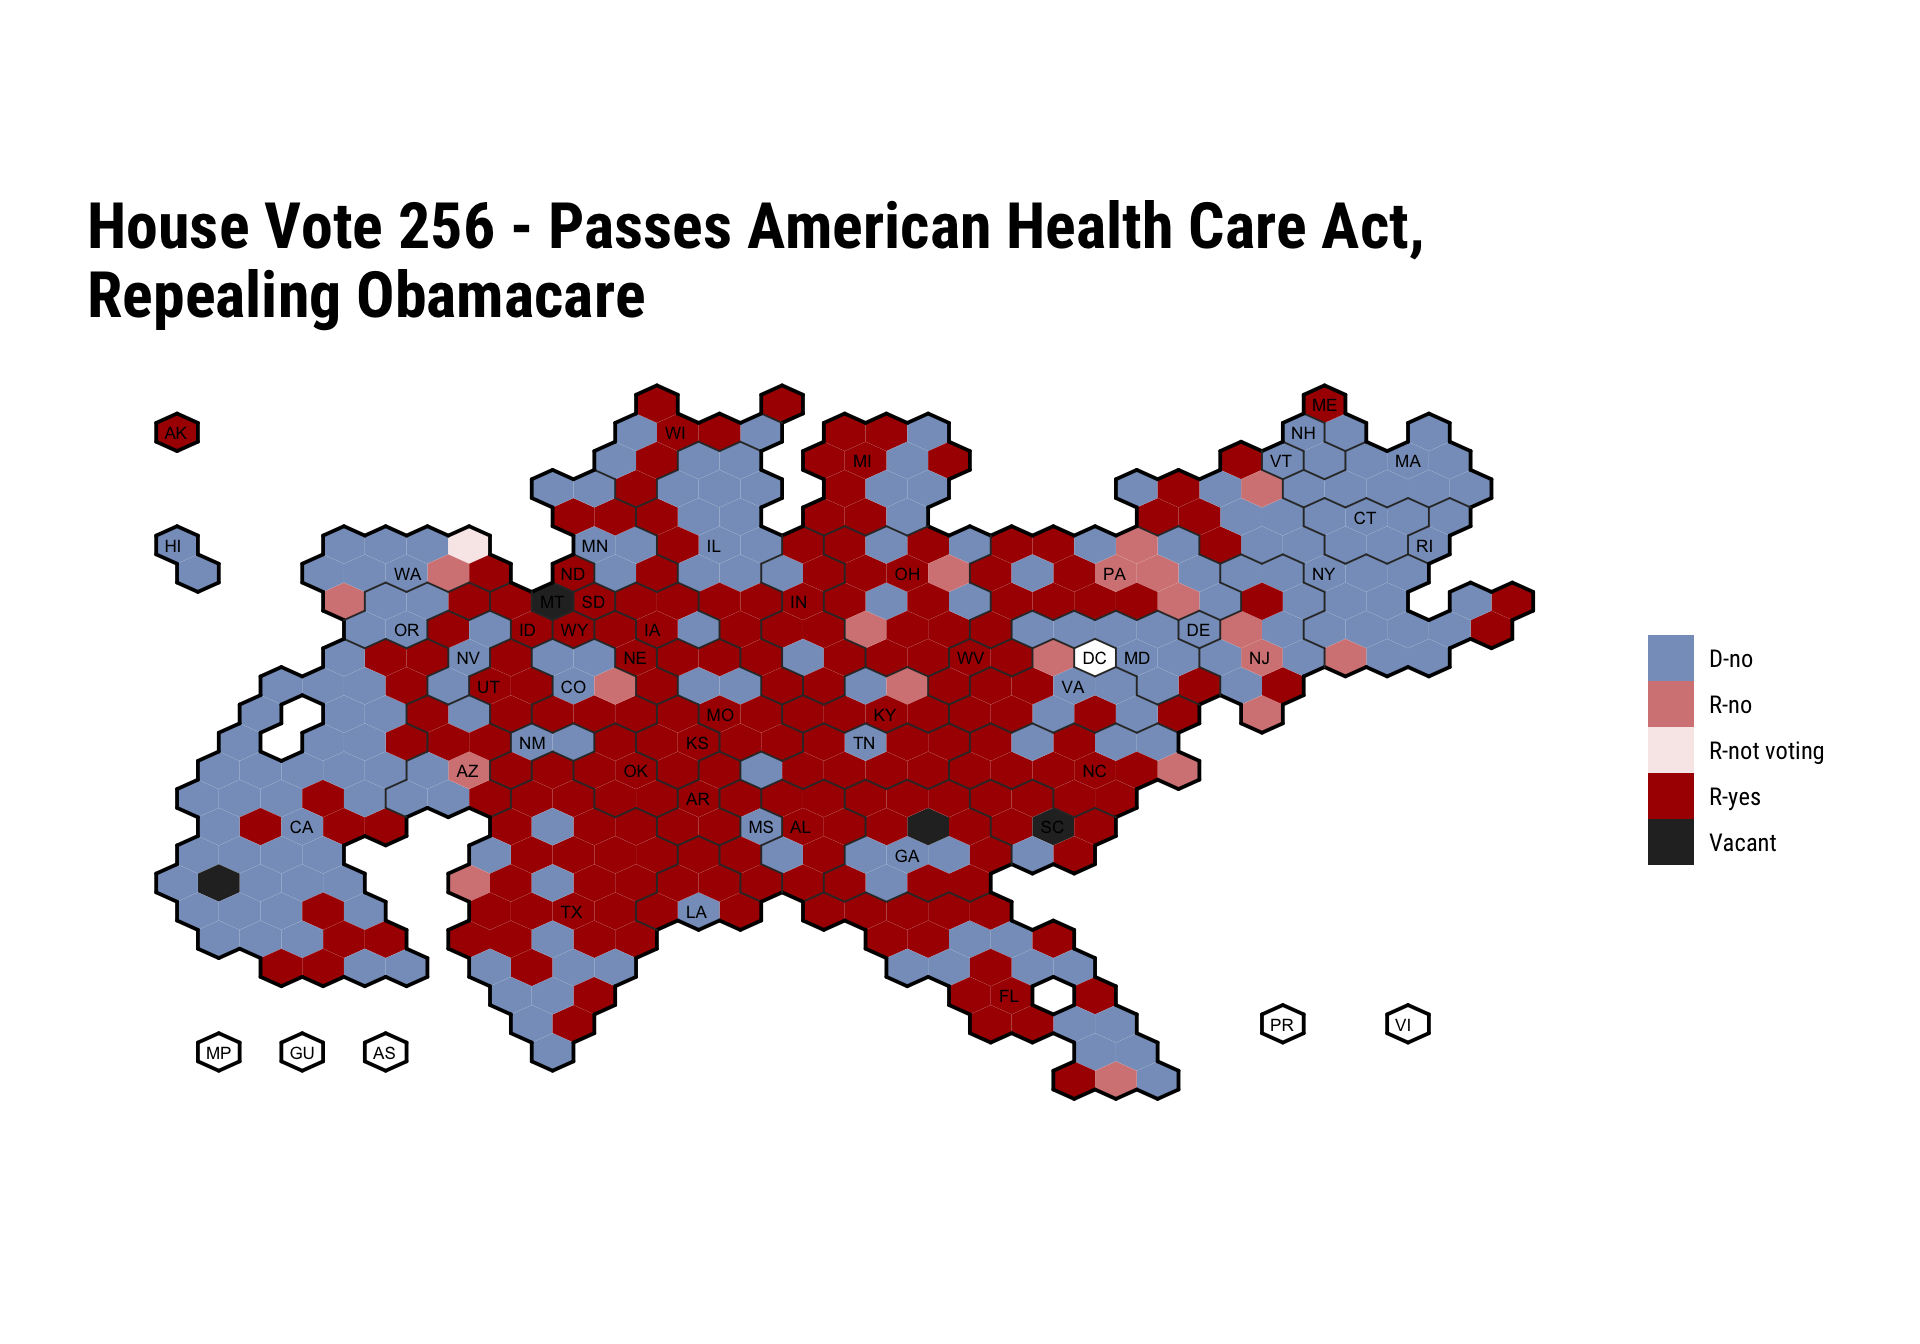 House Vote 256 - Passes American Health Care Act,
Repealing Obamacare
ME
AK
WI
NH
MI
VT
MA
CT
HI
MN
IL
RI
WA
ND
OH
PA
NY
MT
SD
IN
OR
ID
WY
IA
DE
NV
NE
WV
DC
MD
NJ
D-no
UT
CO
VA
R-no
MO
KY
NM
KS
TN
R-not voting
AZ
OK
NC
AR
R-yes
CA
MS
AL
SC
GA
Vacant
TX
LA
FL
PR
VI
MP
GU
AS